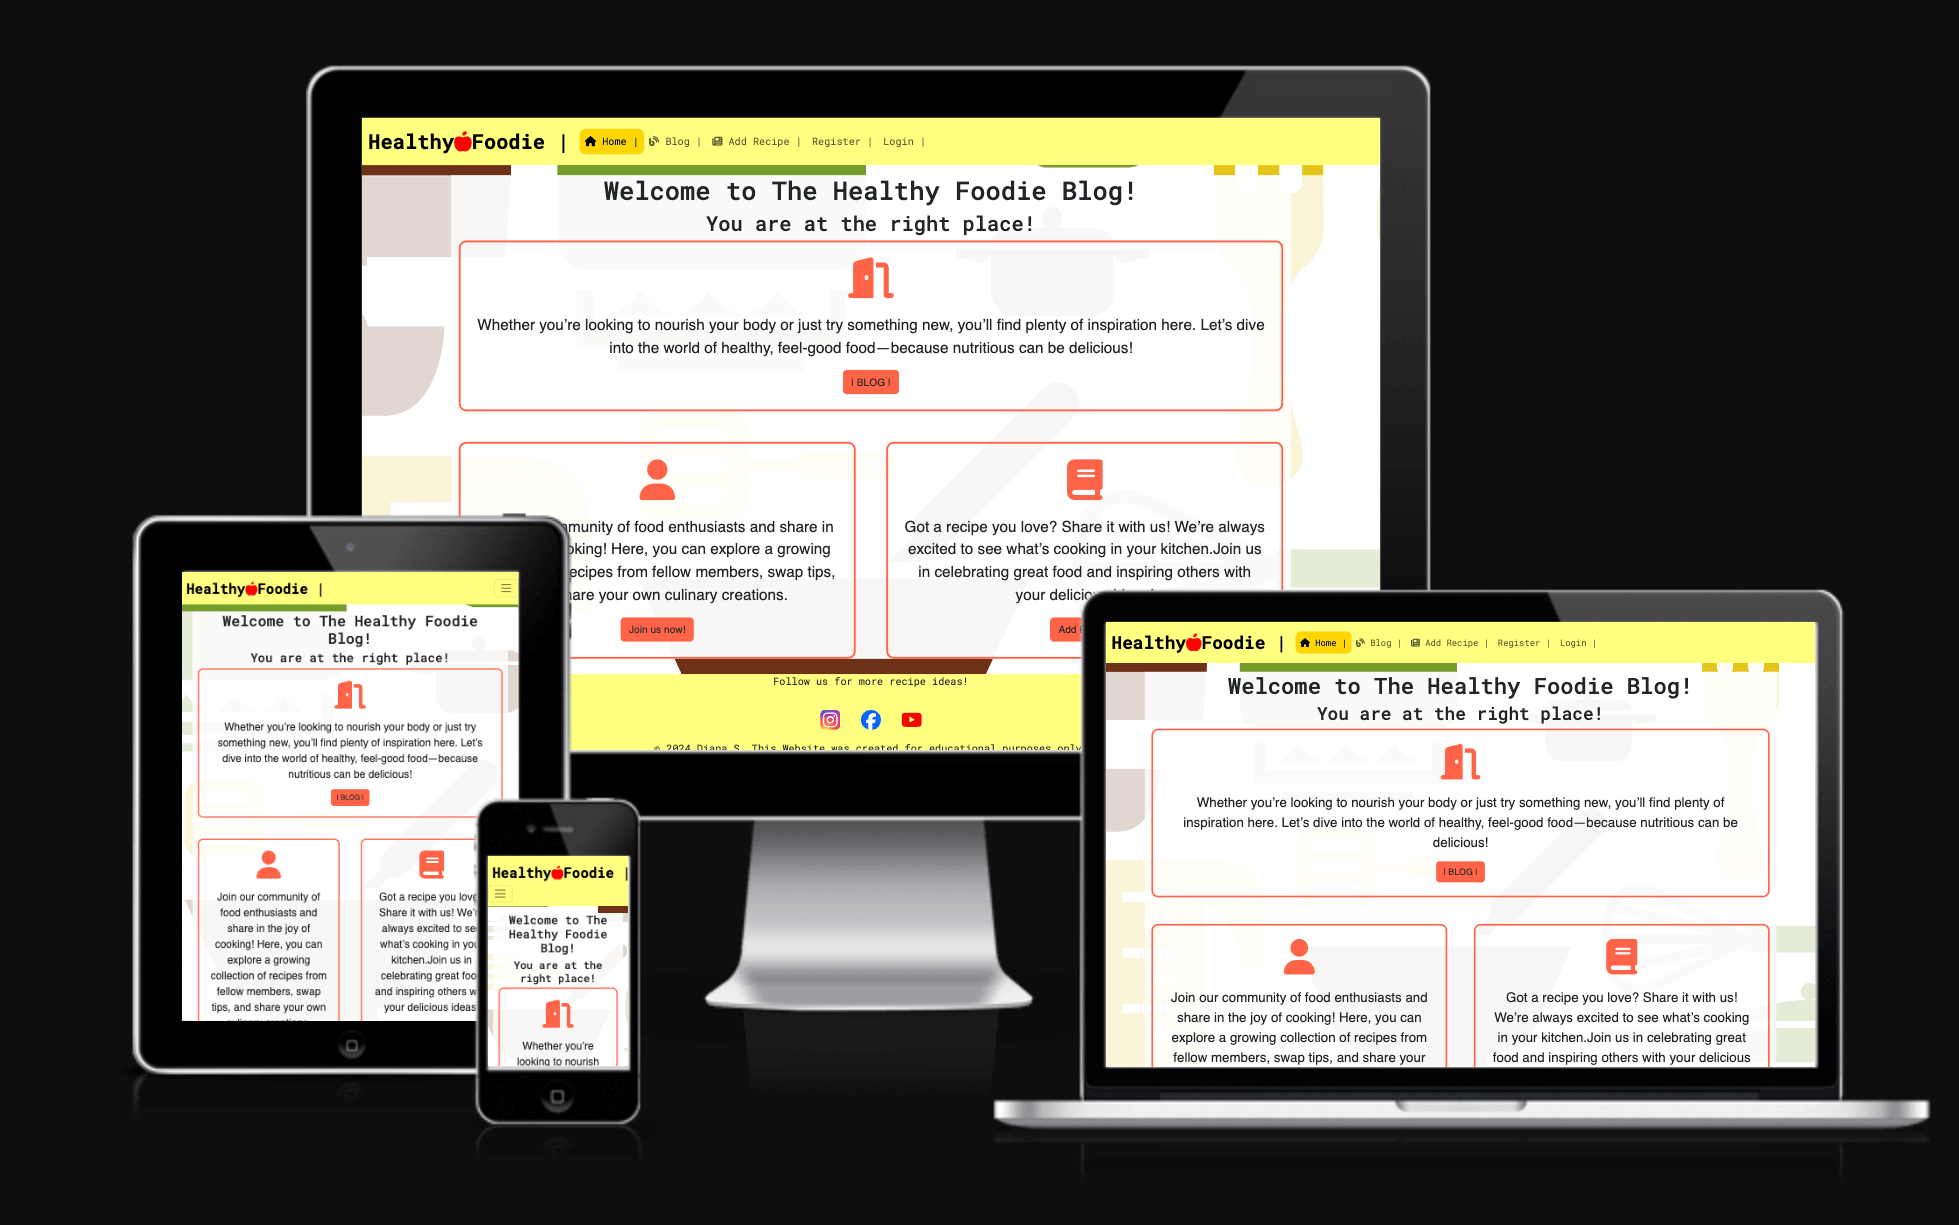 Healthy Foodie | Home | Blog | Add Recipe | Register | Login |
Welcome to The Healthy Foodie Blog!
You are at the right place!
Whether you’re looking to nourish your body or just try something new, you’ll find plenty of inspiration here. Let’s dive
into the world of healthy, feel-good food—because nutritious can be delicious!
| BLOG |
munity of food enthusiasts and share in
oking! Here, you can explore a growing
ecipes from fellow members, swap tips,
are your own culinary creations.
Join us now!
Got a recipe you love? Share it with us! We’re always
excited to see what’s cooking in your kitchen.Join us
in celebrating great food and inspiring others with
your delicio
Add
Follow us for more recipe ideas!
© 2024 Diana S. This Website was created for educational purposes only
Healthy Foodie |
Welcome to The Healthy Foodie
Blog!
You are at the right place!
Whether you’re looking to nourish your body or just try
something new, you’ll find plenty of inspiration here. Let’s
dive into the world of healthy, feel-good food—because
nutritious can be delicious!
| BLOG |
Join our community of
food enthusiasts and
share in the joy of
cooking! Here, you can
explore a growing
collection of recipes from
fellow members, swap
tips, and share your own
Got a recipe you love
Share it with us! We’r
always excited to see
what’s cooking in you
kitchen.Join us in
celebrating great foo
and inspiring others w
your delicious ideas
Healthy Foodie |
Welcome to The
Healthy Foodie
Blog!
You are at the
right place!
Whether you’re
looking to nourish
Healthy Foodie | Home | Blog | Add Recipe | Register | Login |
Welcome to The Healthy Foodie Blog!
You are at the right place!
Whether you’re looking to nourish your body or just try something new, you’ll find plenty of
inspiration here. Let’s dive into the world of healthy, feel-good food—because nutritious can be
delicious!
| BLOG |
Join our community of food enthusiasts and
share in the joy of cooking! Here, you can
explore a growing collection of recipes from
fellow members, swap tips, and share your
Got a recipe you love? Share it with us!
We’re always excited to see what’s cooking
in your kitchen.Join us in celebrating great
food and inspiring others with your delicious